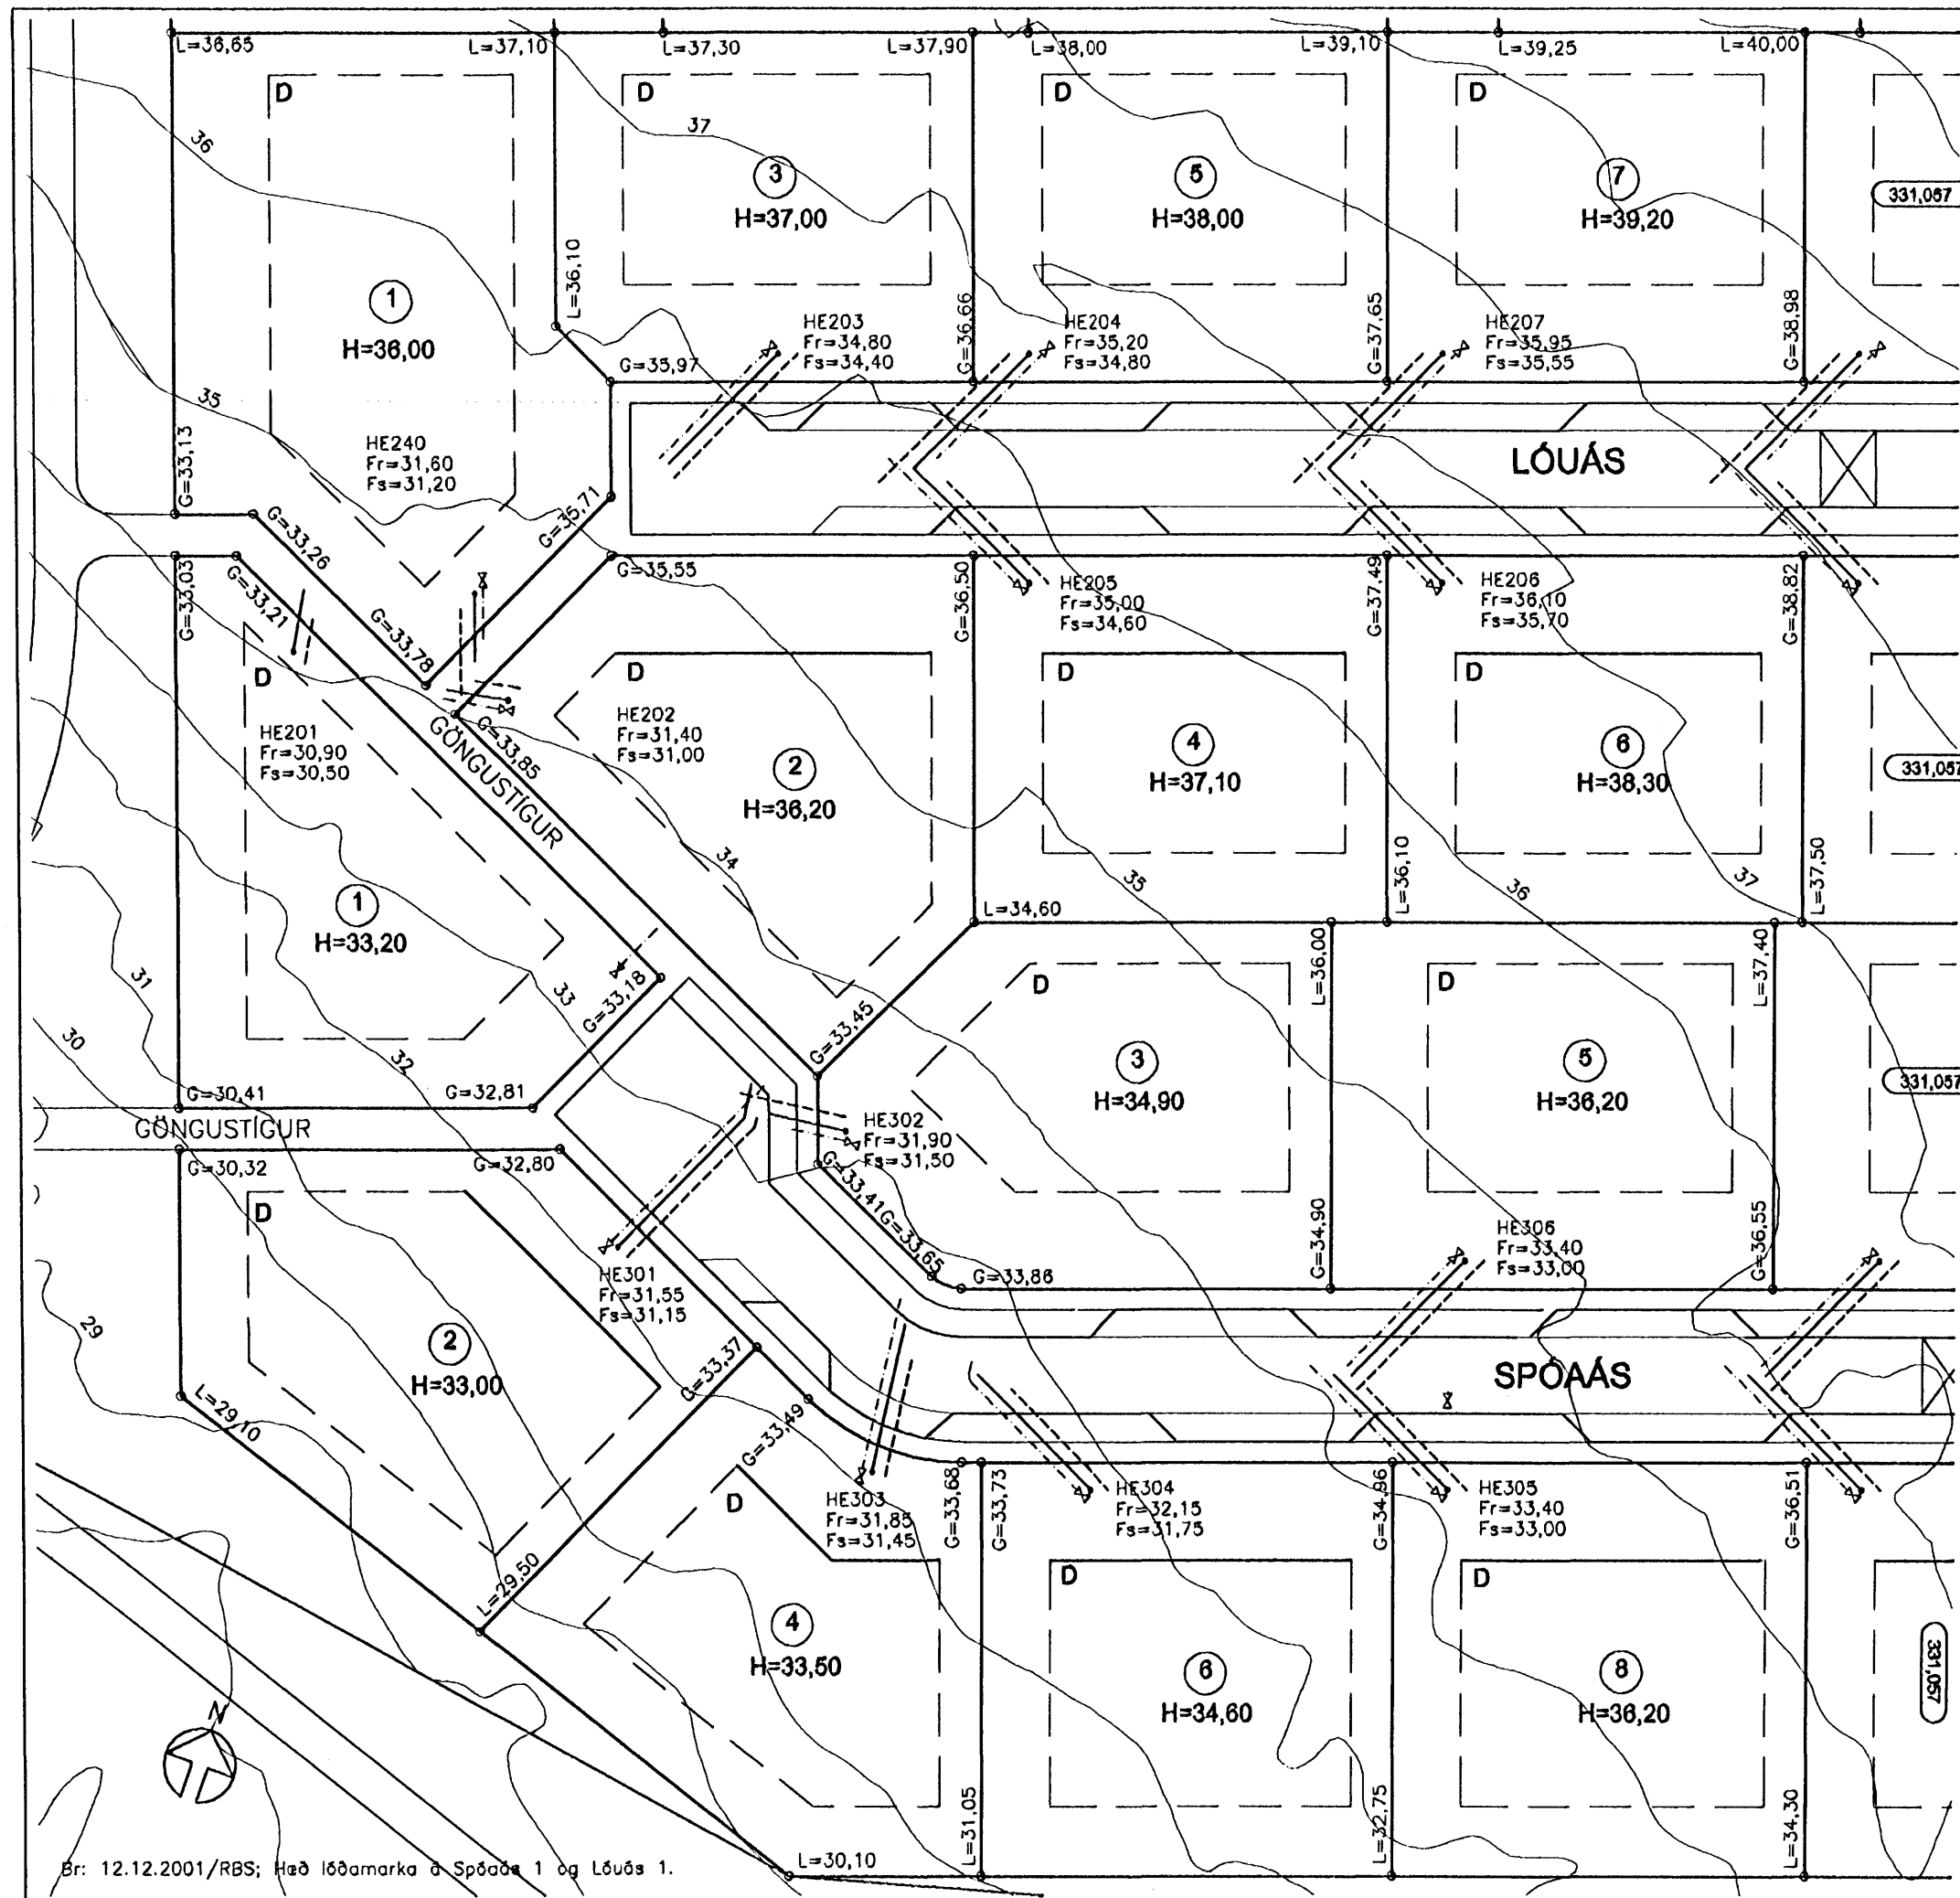 L=36,65
L=37,10
L=37,30
L=37,90
L=38,00
L=39,10
L=39,25
L=40,00
D
D
D
D
36
37
3
H=37,00
5
H=38,00
7
H=39,20
331,057
1
H=36,00
L=36,10
G=36,66
G=37,65
G=38,98
HE203
Fr=34,80
Fs=34,40
HE204
Fr=35,20
Fs=34,80
HE207
Fr=35,95
Fs=35,55
G=35,97
35
G=33,13
HE240
Fr=31,60
Fs=31,20
LÓUÁS
G=33,26
G=35,71
G=33,03
G=33,21
G=33,78
G=35,55
G=36,50
HE205
Fr=35,00
Fs=34,60
G=37,49
HE206
Fr=36,10
Fs=35,70
G=38,82
D
D
D
D
HE201
Fr=30,90
Fs=30,50
GÖNGUSTÍGUR
G=33,85
HE202
Fr=31,40
Fs=31,00
2
H=36,20
4
H=37,10
6
H=38,30
331,057
34
35
36
37
L=36,10
L=37,50
1
H=33,20
L=34,60
L=36,00
L=37,40
31
33
G=33,18
D
D
30
32
G=33,45
3
H=34,90
5
H=36,20
331,057
G=30,41
G=32,81
GÖNGUSTÍGUR
HE302
Fr=31,90
Fs=31,50
G=30,32
G=32,80
G=33,41
G=33,65
D
G=34,90
HE306
Fr=33,40
Fs=33,00
G=36,55
HE301
Fr=31,55
Fs=31,15
G=33,86
29
2
H=33,00
G=33,37
SPÓAÁS
L=29,10
G=33,49
D
HE303
Fr=31,85
Fs=31,45
G=33,68
G=33,73
HE304
Fr=32,15
Fs=31,75
G=34,96
HE305
Fr=33,40
Fs=33,00
G=36,51
L=29,50
D
D
4
H=33,50
6
H=34,60
8
H=36,20
331,057
N
L=31,05
L=32,75
L=34,30
Br: 12.12.2001/RBS; Hæð lóðamarka á Spóaás 1 og Lóuás 1.
L=30,10